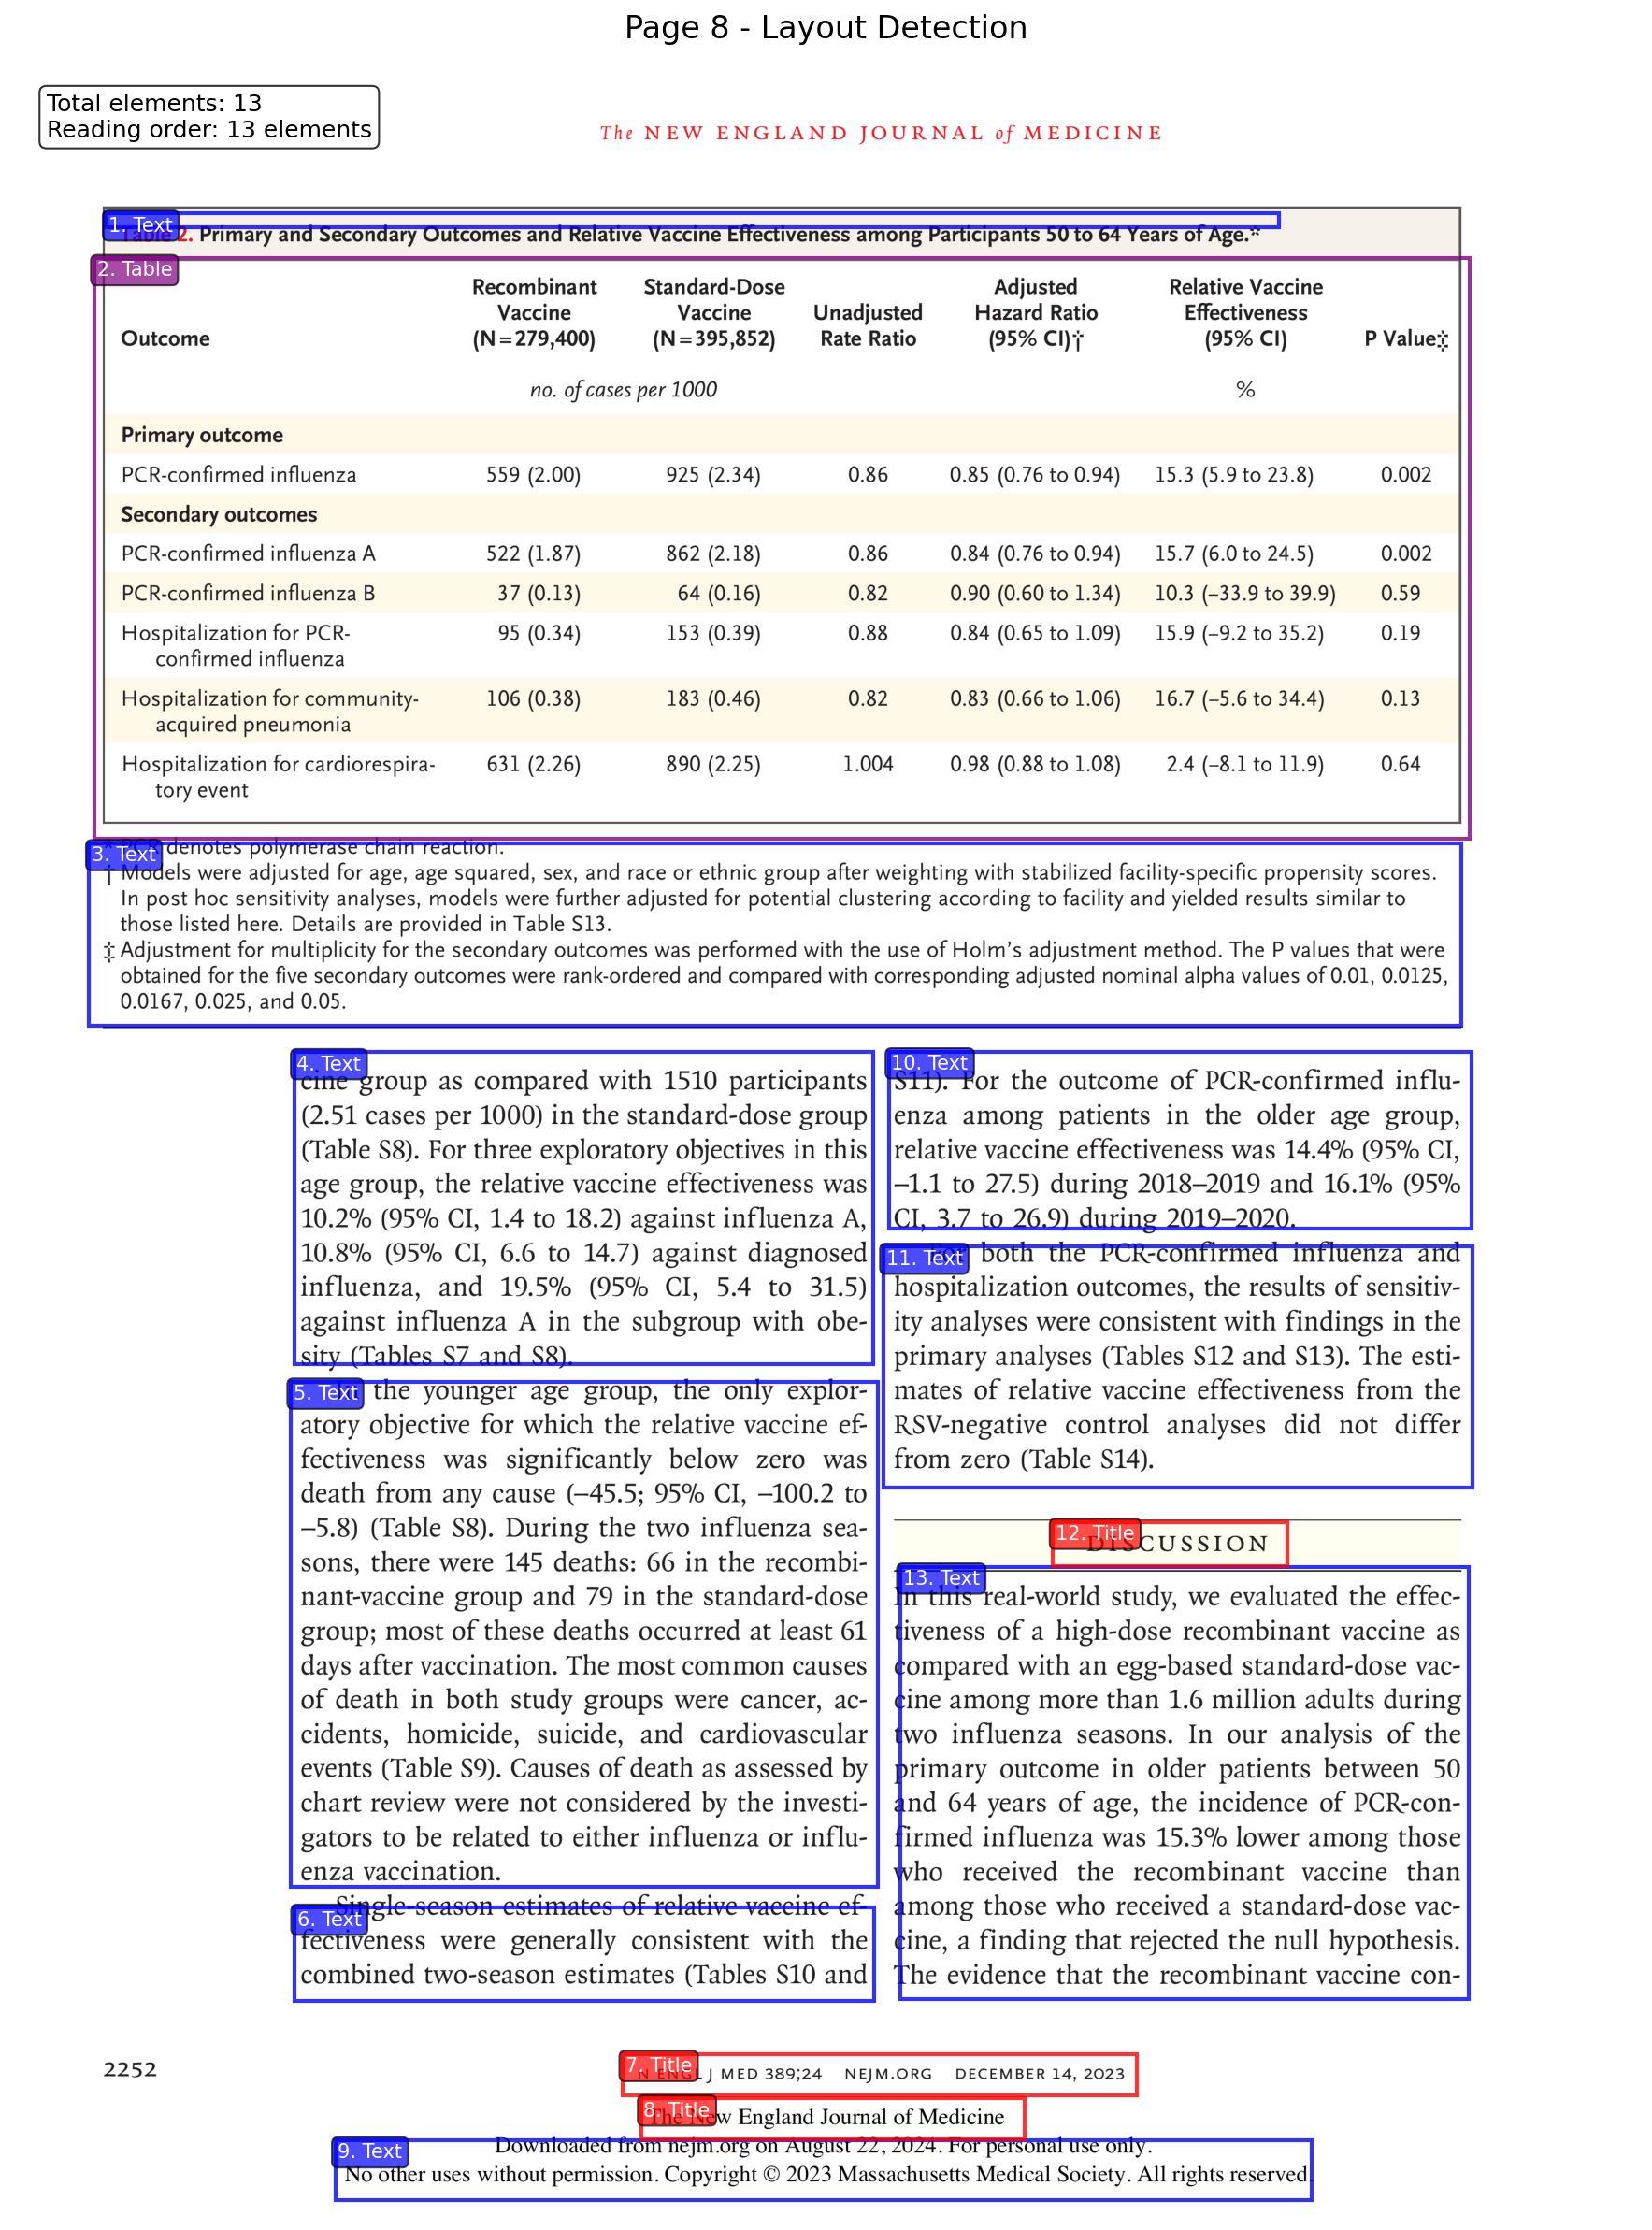 Page 8 - Layout Detection
Total elements: 13
Reading order: 13 elements
The NEW ENGLAND JOURNAL of MEDICINE
1. Text
Table 2. Primary and Secondary Outcomes and Relative Vaccine Effectiveness among Participants 50 to 64 Years of Age.*
2. Table
Outcome Recombinant Vaccine (N=279,400) Standard-Dose Vaccine (N=395,852) Unadjusted Rate Ratio Adjusted Hazard Ratio (95% CI)† Relative Vaccine Effectiveness (95% CI) P Value‡
no. of cases per 1000 %
Primary outcome
PCR-confirmed influenza 559 (2.00) 925 (2.34) 0.86 0.85 (0.76 to 0.94) 15.3 (5.9 to 23.8) 0.002
Secondary outcomes
PCR-confirmed influenza A 522 (1.87) 862 (2.18) 0.86 0.84 (0.76 to 0.94) 15.7 (6.0 to 24.5) 0.002
PCR-confirmed influenza B 37 (0.13) 64 (0.16) 0.82 0.90 (0.60 to 1.34) 10.3 (–33.9 to 39.9) 0.59
Hospitalization for PCR- 95 (0.34) 153 (0.39) 0.88 0.84 (0.65 to 1.09) 15.9 (–9.2 to 35.2) 0.19
confirmed influenza
Hospitalization for community- 106 (0.38) 183 (0.46) 0.82 0.83 (0.66 to 1.06) 16.7 (–5.6 to 34.4) 0.13
acquired pneumonia
Hospitalization for cardiorespira- 631 (2.26) 890 (2.25) 1.004 0.98 (0.88 to 1.08) 2.4 (–8.1 to 11.9) 0.64
tory event
3. Text
* PCR denotes polymerase chain reaction.
† Models were adjusted for age, age squared, sex, and race or ethnic group after weighting with stabilized facility-specific propensity scores.
In post hoc sensitivity analyses, models were further adjusted for potential clustering according to facility and yielded results similar to
those listed here. Details are provided in Table S13.
‡ Adjustment for multiplicity for the secondary outcomes was performed with the use of Holm’s adjustment method. The P values that were
obtained for the five secondary outcomes were rank-ordered and compared with corresponding adjusted nominal alpha values of 0.01, 0.0125,
0.0167, 0.025, and 0.05.
4. Text
cine group as compared with 1510 participants
(2.51 cases per 1000) in the standard-dose group
(Table S8). For three exploratory objectives in this
age group, the relative vaccine effectiveness was
10.2% (95% CI, 1.4 to 18.2) against influenza A,
10.8% (95% CI, 6.6 to 14.7) against diagnosed
influenza, and 19.5% (95% CI, 5.4 to 31.5)
against influenza A in the subgroup with obe-
sity (Tables S7 and S8).
5. Text
the younger age group, the only explor-
atory objective for which the relative vaccine ef-
fectiveness was significantly below zero was
death from any cause (–45.5; 95% CI, –100.2 to
–5.8) (Table S8). During the two influenza sea-
sons, there were 145 deaths: 66 in the recombi-
nant-vaccine group and 79 in the standard-dose
group; most of these deaths occurred at least 61
days after vaccination. The most common causes
of death in both study groups were cancer, ac-
cidents, homicide, suicide, and cardiovascular
events (Table S9). Causes of death as assessed by
chart review were not considered by the investi-
gators to be related to either influenza or influ-
enza vaccination.
6. Text
Single-season estimates of relative vaccine ef-
fectiveness were generally consistent with the
combined two-season estimates (Tables S10 and
10. Text
S11). For the outcome of PCR-confirmed influ-
enza among patients in the older age group,
relative vaccine effectiveness was 14.4% (95% CI,
–1.1 to 27.5) during 2018–2019 and 16.1% (95%
CI, 3.7 to 26.9) during 2019–2020.
11. Text
For both the PCR-confirmed influenza and
hospitalization outcomes, the results of sensitiv-
ity analyses were consistent with findings in the
primary analyses (Tables S12 and S13). The esti-
mates of relative vaccine effectiveness from the
RSV-negative control analyses did not differ
from zero (Table S14).
12. Title
DISCUSSION
13. Text
In this real-world study, we evaluated the effec-
tiveness of a high-dose recombinant vaccine as
compared with an egg-based standard-dose vac-
cine among more than 1.6 million adults during
two influenza seasons. In our analysis of the
primary outcome in older patients between 50
and 64 years of age, the incidence of PCR-con-
firmed influenza was 15.3% lower among those
who received the recombinant vaccine than
among those who received a standard-dose vac-
cine, a finding that rejected the null hypothesis.
The evidence that the recombinant vaccine con-
2252
7. Title
N ENGL J MED 389;24 NEJM.ORG DECEMBER 14, 2023
8. Title
The New England Journal of Medicine
9. Text
Downloaded from nejm.org on August 22, 2024. For personal use only.
No other uses without permission. Copyright © 2023 Massachusetts Medical Society. All rights reserved.